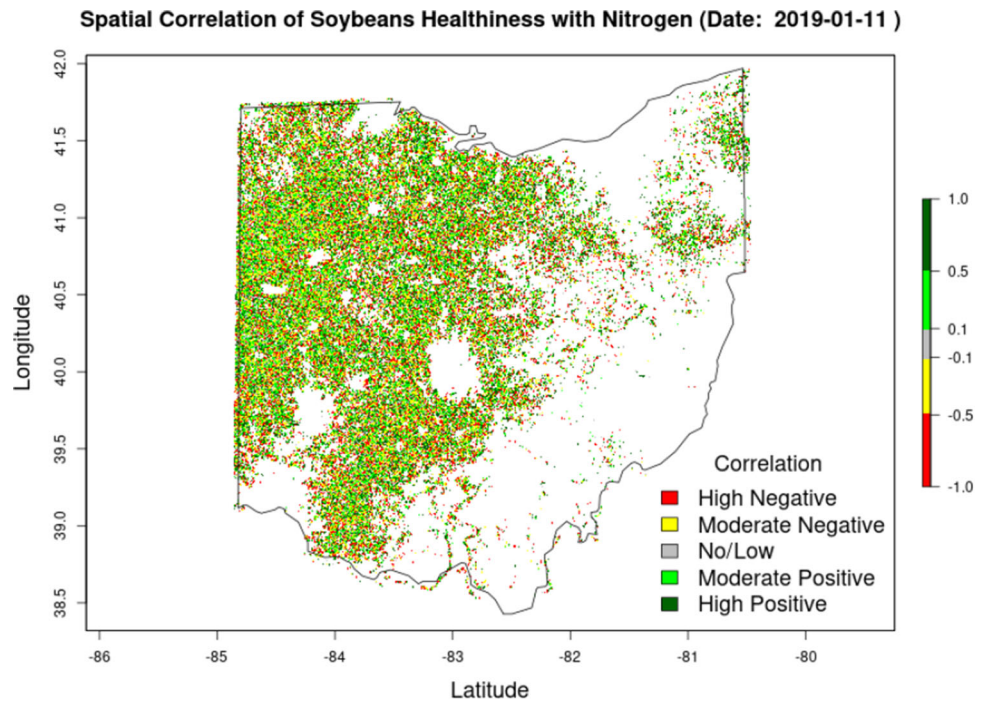 Spatial Correlation of Soybeans Healthiness with Nitrogen (Date:  2019-01-11 )
42.0
41.5
41.0
40.5
40.0
39.5
39.0
38.5
Longitude
-86
-85
-84
-83
-82
-81
-80
Latitude
Correlation
High Negative
Moderate Negative
No/Low
Moderate Positive
High Positive
1.0
0.5
0.1
-0.1
-0.5
-1.0